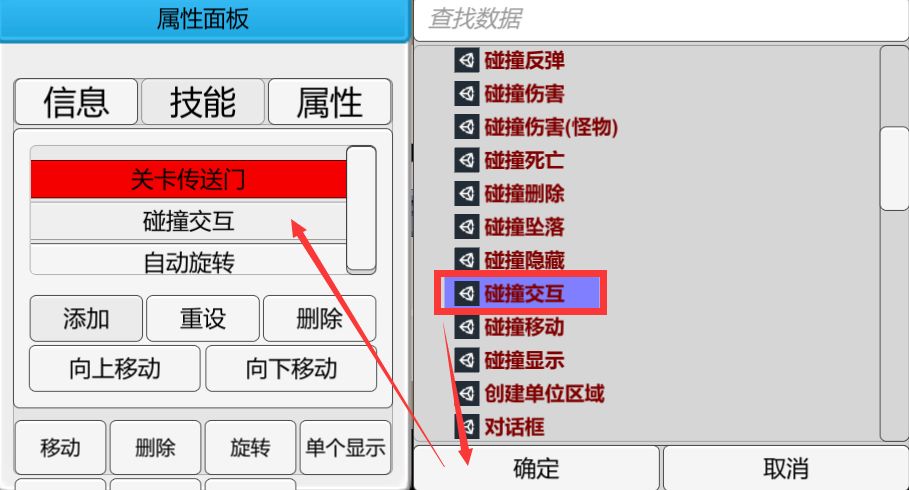 属性面板
信息 技能 属性
关卡传送门
碰撞交互
自动旋转
添加 重设 删除
向上移动 向下移动
移动 删除 旋转 单个显示
查找数据
碰撞反弹
碰撞伤害
碰撞伤害(怪物)
碰撞死亡
碰撞删除
碰撞坠落
碰撞隐藏
碰撞交互
碰撞移动
碰撞显示
创建单位区域
对话框
确定 取消